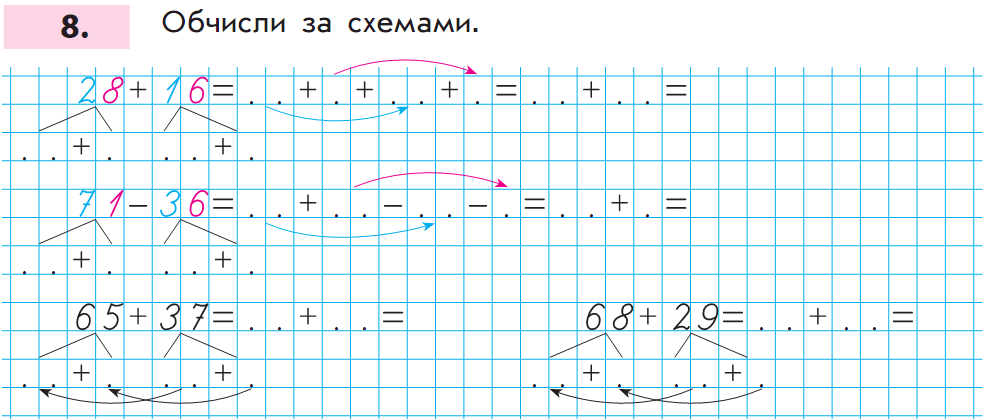 8. Обчисли за схемами.
28 + 16 = . . + . + . . + . = . . + . . =
. . + . . . + .
71 – 36 = . . + . . – . . – . = . . + . =
. . + . . . + .
65 + 37 = . . + . . = 68 + 29 = . . + . . =
. . + . . . + . . . + . . . + .